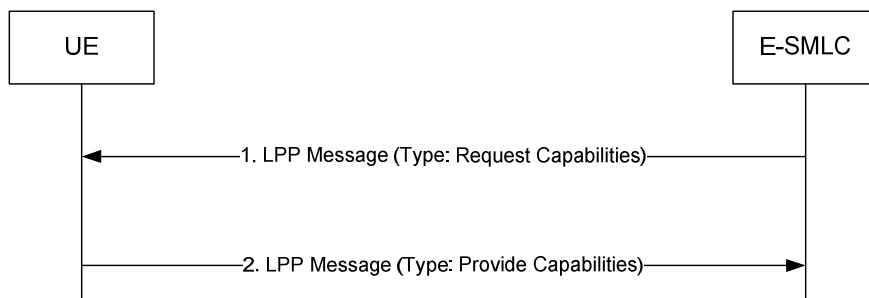 UE
E-SMLC
1. LPP Message (Type: Request Capabilities)
2. LPP Message (Type: Provide Capabilities)